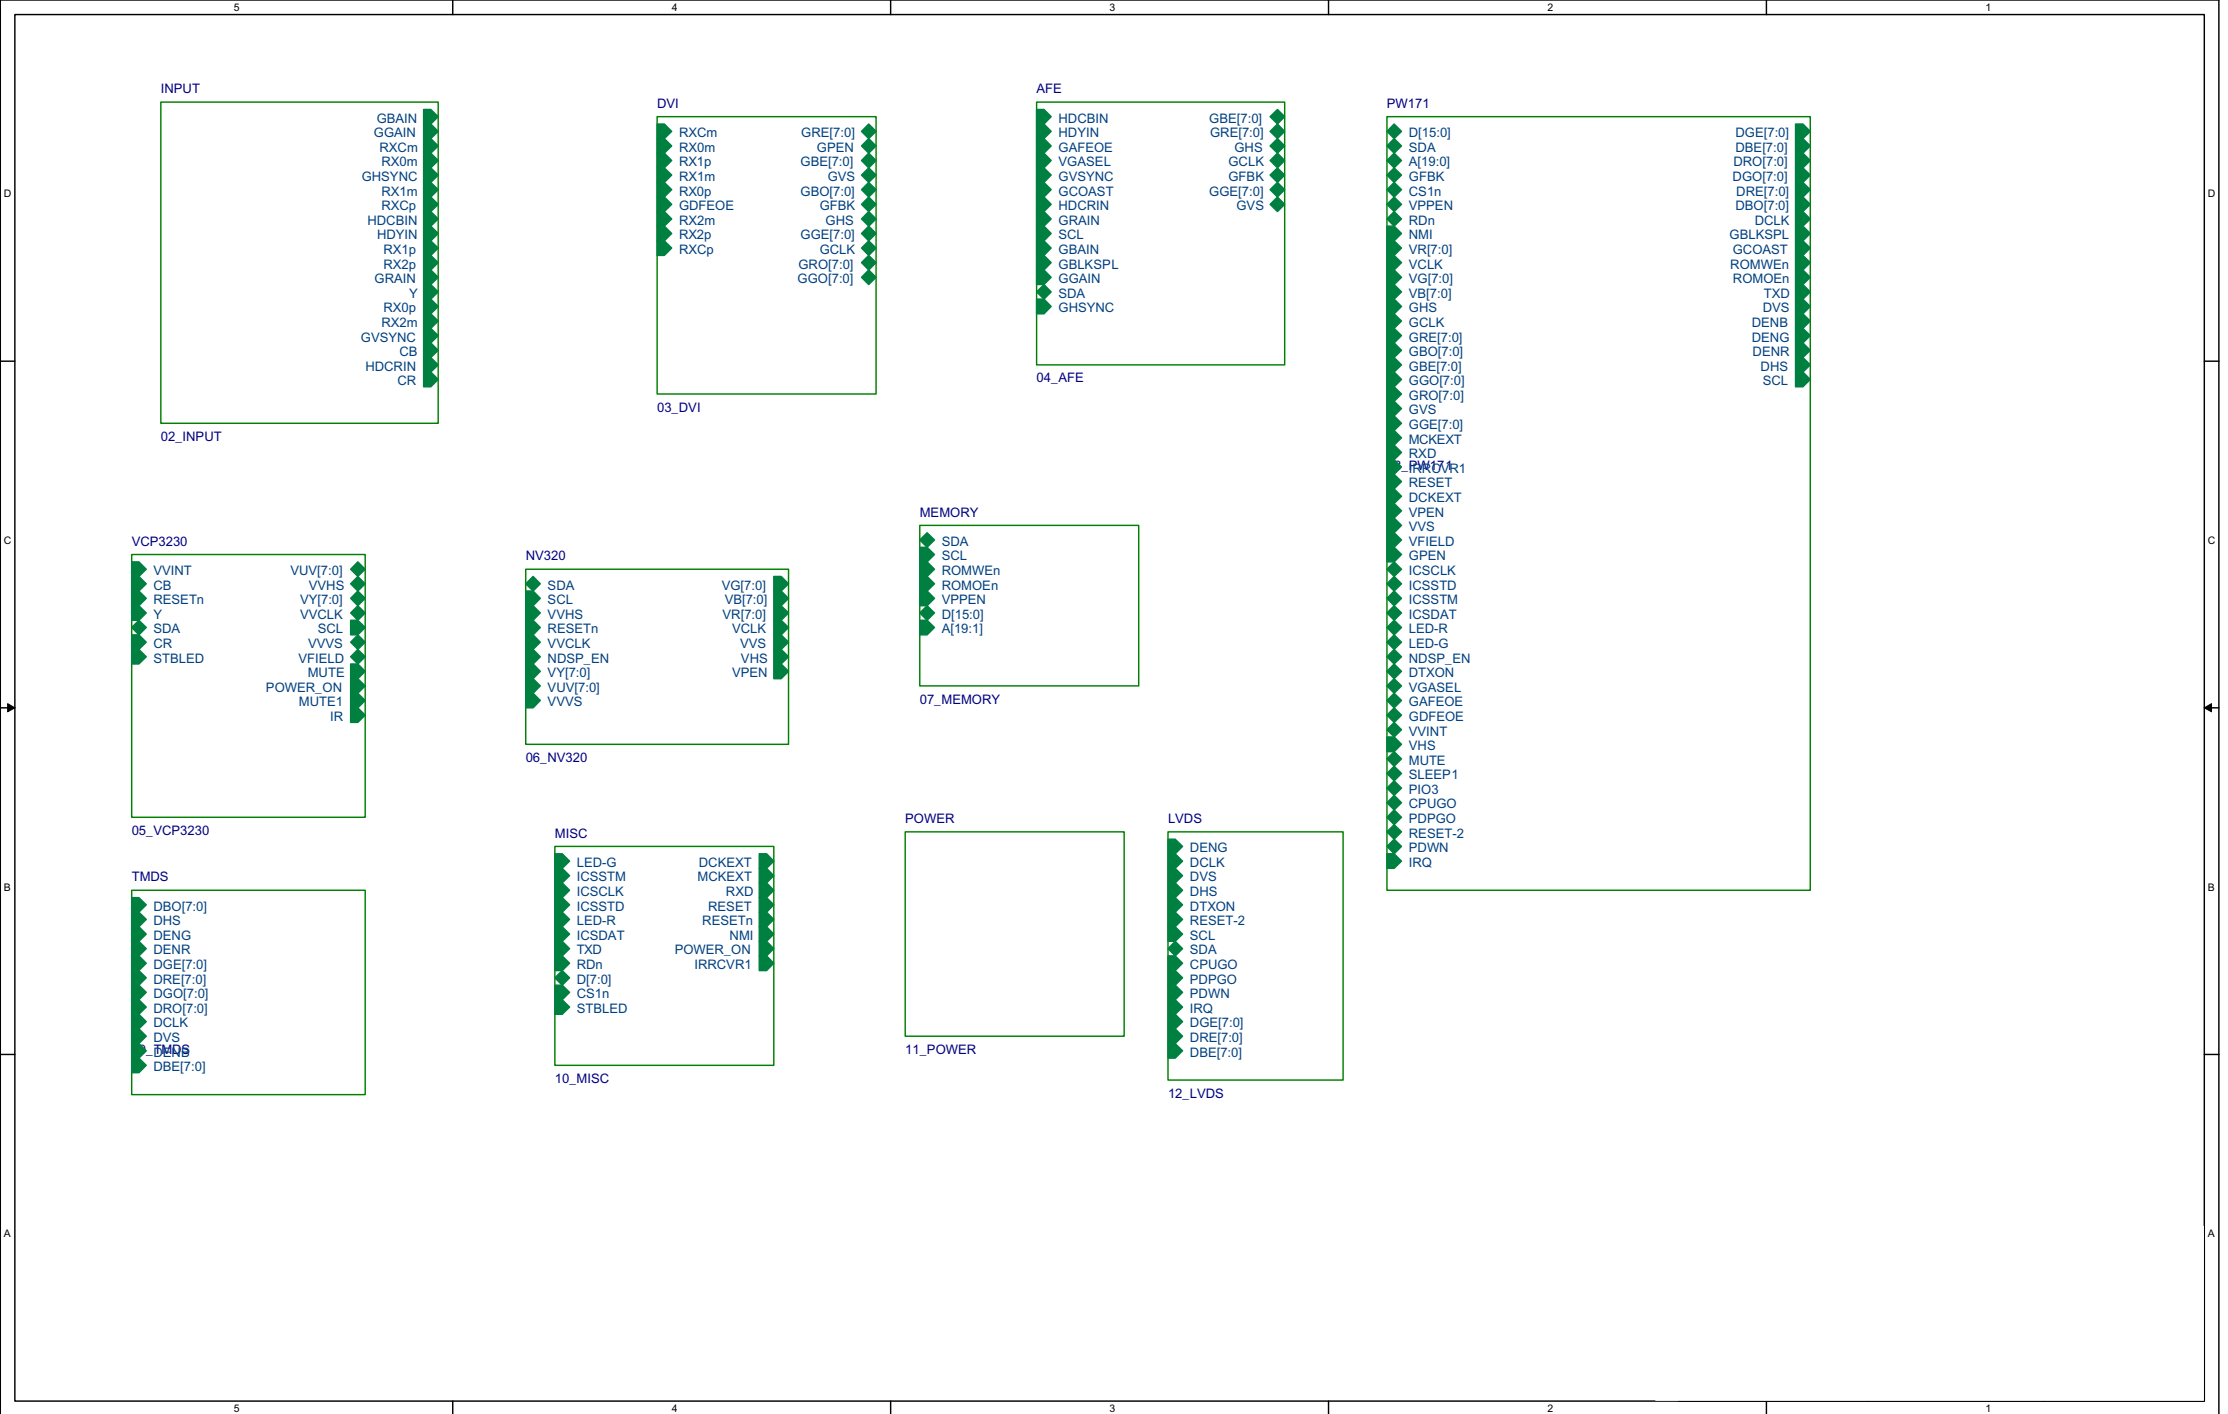 5 4 3 2 1
D
D
C
C
B
B
A
A
INPUT
GBAIN
GGAIN
RXCm
RX0m
GHSYNC
RX1m
RXCp
HDCBIN
HDYIN
RX1p
RX2p
GRAIN
Y
RX0p
RX2m
GVSYNC
CB
HDCRIN
CR
02_INPUT
DVI
RXCm GRE[7:0]
RX0m GPEN
RX1p GBE[7:0]
RX1m GVS
RX0p GBO[7:0]
GDFEOE GFBK
RX2m GHS
RX2p GGE[7:0]
RXCp GCLK
GRO[7:0]
GGO[7:0]
03_DVI
AFE
HDCBIN GBE[7:0]
HDYIN GRE[7:0]
GAFEOE GHS
VGASEL GCLK
GVSYNC GFBK
GCOAST GGE[7:0]
HDCRIN GVS
GRAIN
SCL
GBAIN
GBLKSPL
GGAIN
SDA
GHSYNC
04_AFE
PW171
D[15:0] DGE[7:0]
SDA DBE[7:0]
A[19:0] DRO[7:0]
GFBK DGO[7:0]
CS1n DRE[7:0]
VPPEN DBO[7:0]
RDn DCLK
NMI GBLKSPL
VR[7:0] GCOAST
VCLK ROMWEn
VG[7:0] ROMOEn
VB[7:0] TXD
GHS DVS
GCLK DENB
GRE[7:0] DENG
GBO[7:0] DENR
GBE[7:0] DHS
GGO[7:0] SCL
GRO[7:0]
GVS
GGE[7:0]
MCKEXT
RXD
IRRCVR1
_PW171
RESET
DCKEXT
VPEN
VVS
VFIELD
GPEN
ICSCLK
ICSSTD
ICSSTM
ICSDAT
LED-R
LED-G
NDSP_EN
DTXON
VGASEL
GAFEOE
GDFEOE
VVINT
VHS
MUTE
SLEEP1
PIO3
CPUGO
PDPGO
RESET-2
PDWN
IRQ
VCP3230
VVINT VUV[7:0]
CB VVHS
RESETn VY[7:0]
Y VVCLK
SDA SCL
CR VVVS
STBLED VFIELD
MUTE
POWER_ON
MUTE1
IR
05_VCP3230
NV320
SDA VG[7:0]
SCL VB[7:0]
VVHS VR[7:0]
RESETn VCLK
VVCLK VVS
NDSP_EN VHS
VY[7:0] VPEN
VUV[7:0]
VVVS
06_NV320
MEMORY
SDA
SCL
ROMWEn
ROMOEn
VPPEN
D[15:0]
A[19:1]
07_MEMORY
TMDS
DBO[7:0]
DHS
DENG
DENR
DGE[7:0]
DRE[7:0]
DGO[7:0]
DRO[7:0]
DCLK
DVS
DENB
_TMDS
DBE[7:0]
MISC
LED-G DCKEXT
ICSSTM MCKEXT
ICSCLK RXD
ICSSTD RESET
LED-R RESETn
ICSDAT NMI
TXD POWER_ON
RDn IRRCVR1
D[7:0]
CS1n
STBLED
10_MISC
POWER
11_POWER
LVDS
DENG
DCLK
DVS
DHS
DTXON
RESET-2
SCL
SDA
CPUGO
PDPGO
PDWN
IRQ
DGE[7:0]
DRE[7:0]
DBE[7:0]
12_LVDS
5 4 3 2 1